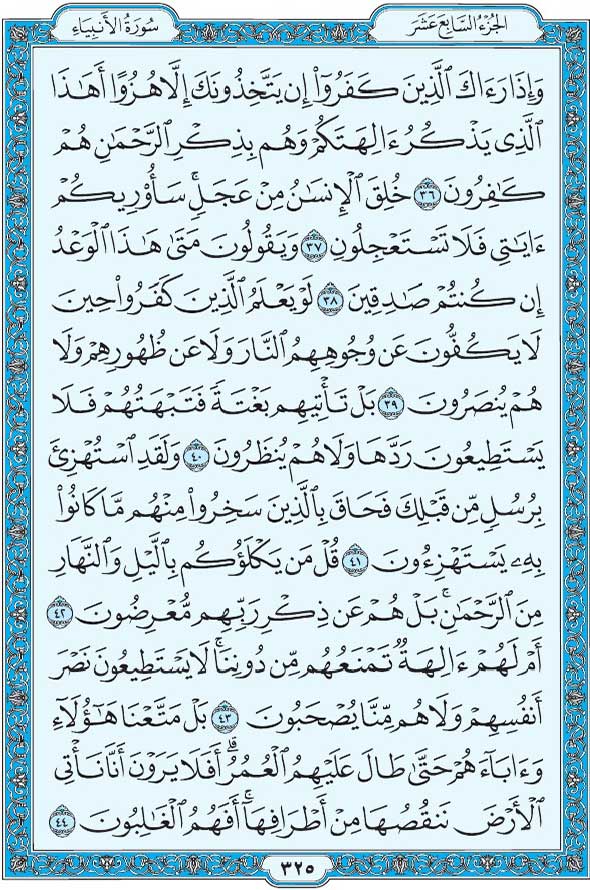 الجزء السابع عشر
سورة الأنبياء
وَإِذَا رَءَاكَ ٱلَّذِينَ كَفَرُوٓا۟ إِن يَتَّخِذُونَكَ إِلَّا هُزُوًا أَهَٰذَا
ٱلَّذِى يَذْكُرُ ءَالِهَتَكُمْ وَهُم بِذِكْرِ ٱلرَّحْمَٰنِ هُمْ
كَٰفِرُونَ ٣٦ خُلِقَ ٱلْإِنسَٰنُ مِنْ عَجَلٍ ۚ سَأُو۟رِيكُمْ
ءَايَٰتِى فَلَا تَسْتَعْجِلُونِ ٣٧ وَيَقُولُونَ مَتَىٰ هَٰذَا ٱلْوَعْدُ
إِن كُنتُمْ صَٰدِقِينَ ٣٨ لَوْ يَعْلَمُ ٱلَّذِينَ كَفَرُوا۟ حِينَ
لَا يَكُفُّونَ عَن وُجُوهِهِمُ ٱلنَّارَ وَلَا عَن ظُهُورِهِمْ وَلَا
هُمْ يُنصَرُونَ ٣٩ بَلْ تَأْتِيهِم بَغْتَةً فَتَبْهَتُهُمْ فَلَا
يَسْتَطِيعُونَ رَدَّهَا وَلَا هُمْ يُنظَرُونَ ٤٠ وَلَقَدِ ٱسْتُهْزِئَ
بِرُسُلٍ مِّن قَبْلِكَ فَحَاقَ بِٱلَّذِينَ سَخِرُوا۟ مِنْهُم مَّا كَانُوا۟
بِهِۦ يَسْتَهْزِءُونَ ٤١ قُلْ مَن يَكْلَؤُكُم بِٱلَّيْلِ وَٱلنَّهَارِ
مِنَ ٱلرَّحْمَٰنِ ۗ بَلْ هُمْ عَن ذِكْرِ رَبِّهِم مُّعْرِضُونَ ٤٢
أَمْ لَهُمْ ءَالِهَةٌ تَمْنَعُهُم مِّن دُونِنَا ۚ لَا يَسْتَطِيعُونَ نَصْرَ
أَنفُسِهِمْ وَلَا هُم مِّنَّا يُصْحَبُونَ ٤٣ بَلْ مَتَّعْنَا هَٰٓؤُلَآءِ
وَءَابَآءَهُمْ حَتَّىٰ طَالَ عَلَيْهِمُ ٱلْعُمُرُ ۗ أَفَلَا يَرَوْنَ أَنَّا نَأْتِى
ٱلْأَرْضَ نَنقُصُهَا مِنْ أَطْرَافِهَآ ۚ أَفَهُمُ ٱلْغَٰلِبُونَ ٤٤
٣٢٥